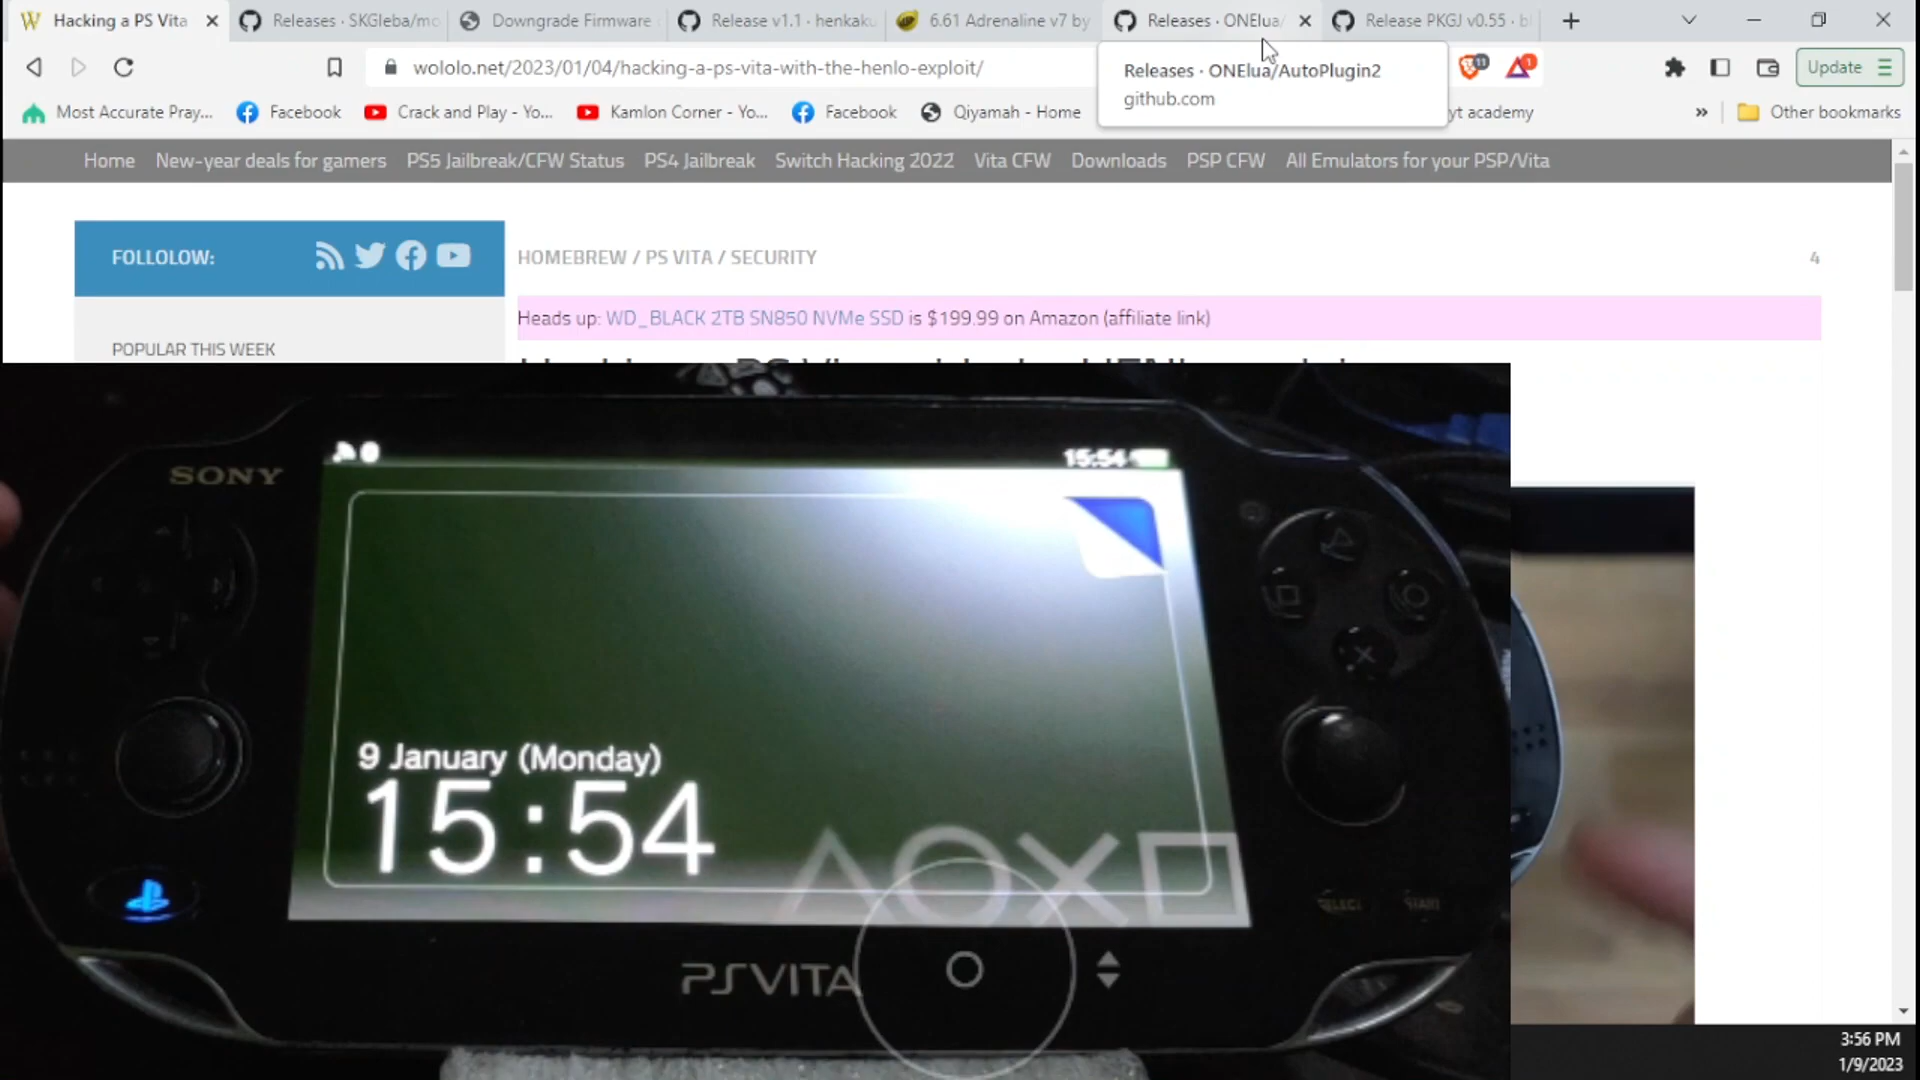 Hacking a PS Vita
Releases · SKGleba/mo
Downgrade Firmware
Release v1.1 · henkaku
6.61 Adrenaline v7 by
Releases · ONElua/
Release PKGJ v0.55 · bl
wololo.net/2023/01/04/hacking-a-ps-vita-with-the-henlo-exploit/
11
1
Update
Releases · ONElua/AutoPlugin2
github.com
Most Accurate Pray...
Facebook
Crack and Play - Yo...
Kamlon Corner - Yo...
Facebook
Qiyamah - Home
yt academy
»
Other bookmarks
Home
New-year deals for gamers
PS5 Jailbreak/CFW Status
PS4 Jailbreak
Switch Hacking 2022
Vita CFW
Downloads
PSP CFW
All Emulators for your PSP/Vita
FOLLOLOW:
HOMEBREW / PS VITA / SECURITY
4
Heads up: WD_BLACK 2TB SN850 NVMe SSD is $199.99 on Amazon (affiliate link)
POPULAR THIS WEEK
SONY
15:54
9 January (Monday)
15:54
SELECT
START
PSVITA
3:56 PM
1/9/2023